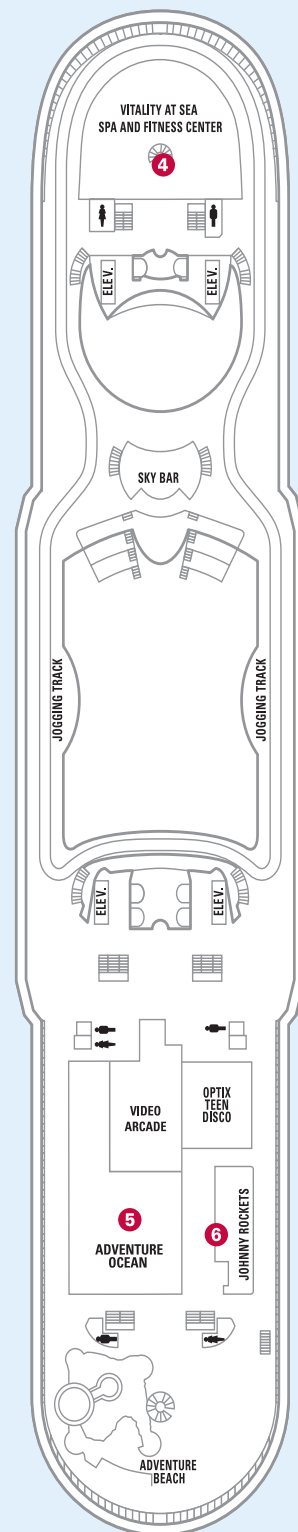 VITALITY AT SEA
SPA AND FITNESS CENTER
4
ELEV.
ELEV.
SKY BAR
JOGGING TRACK
JOGGING TRACK
ELEV.
ELEV.
VIDEO
ARCADE
OPTIX
TEEN
DISCO
5
ADVENTURE
OCEAN
6
JOHNNY ROCKETS
ADVENTURE
BEACH